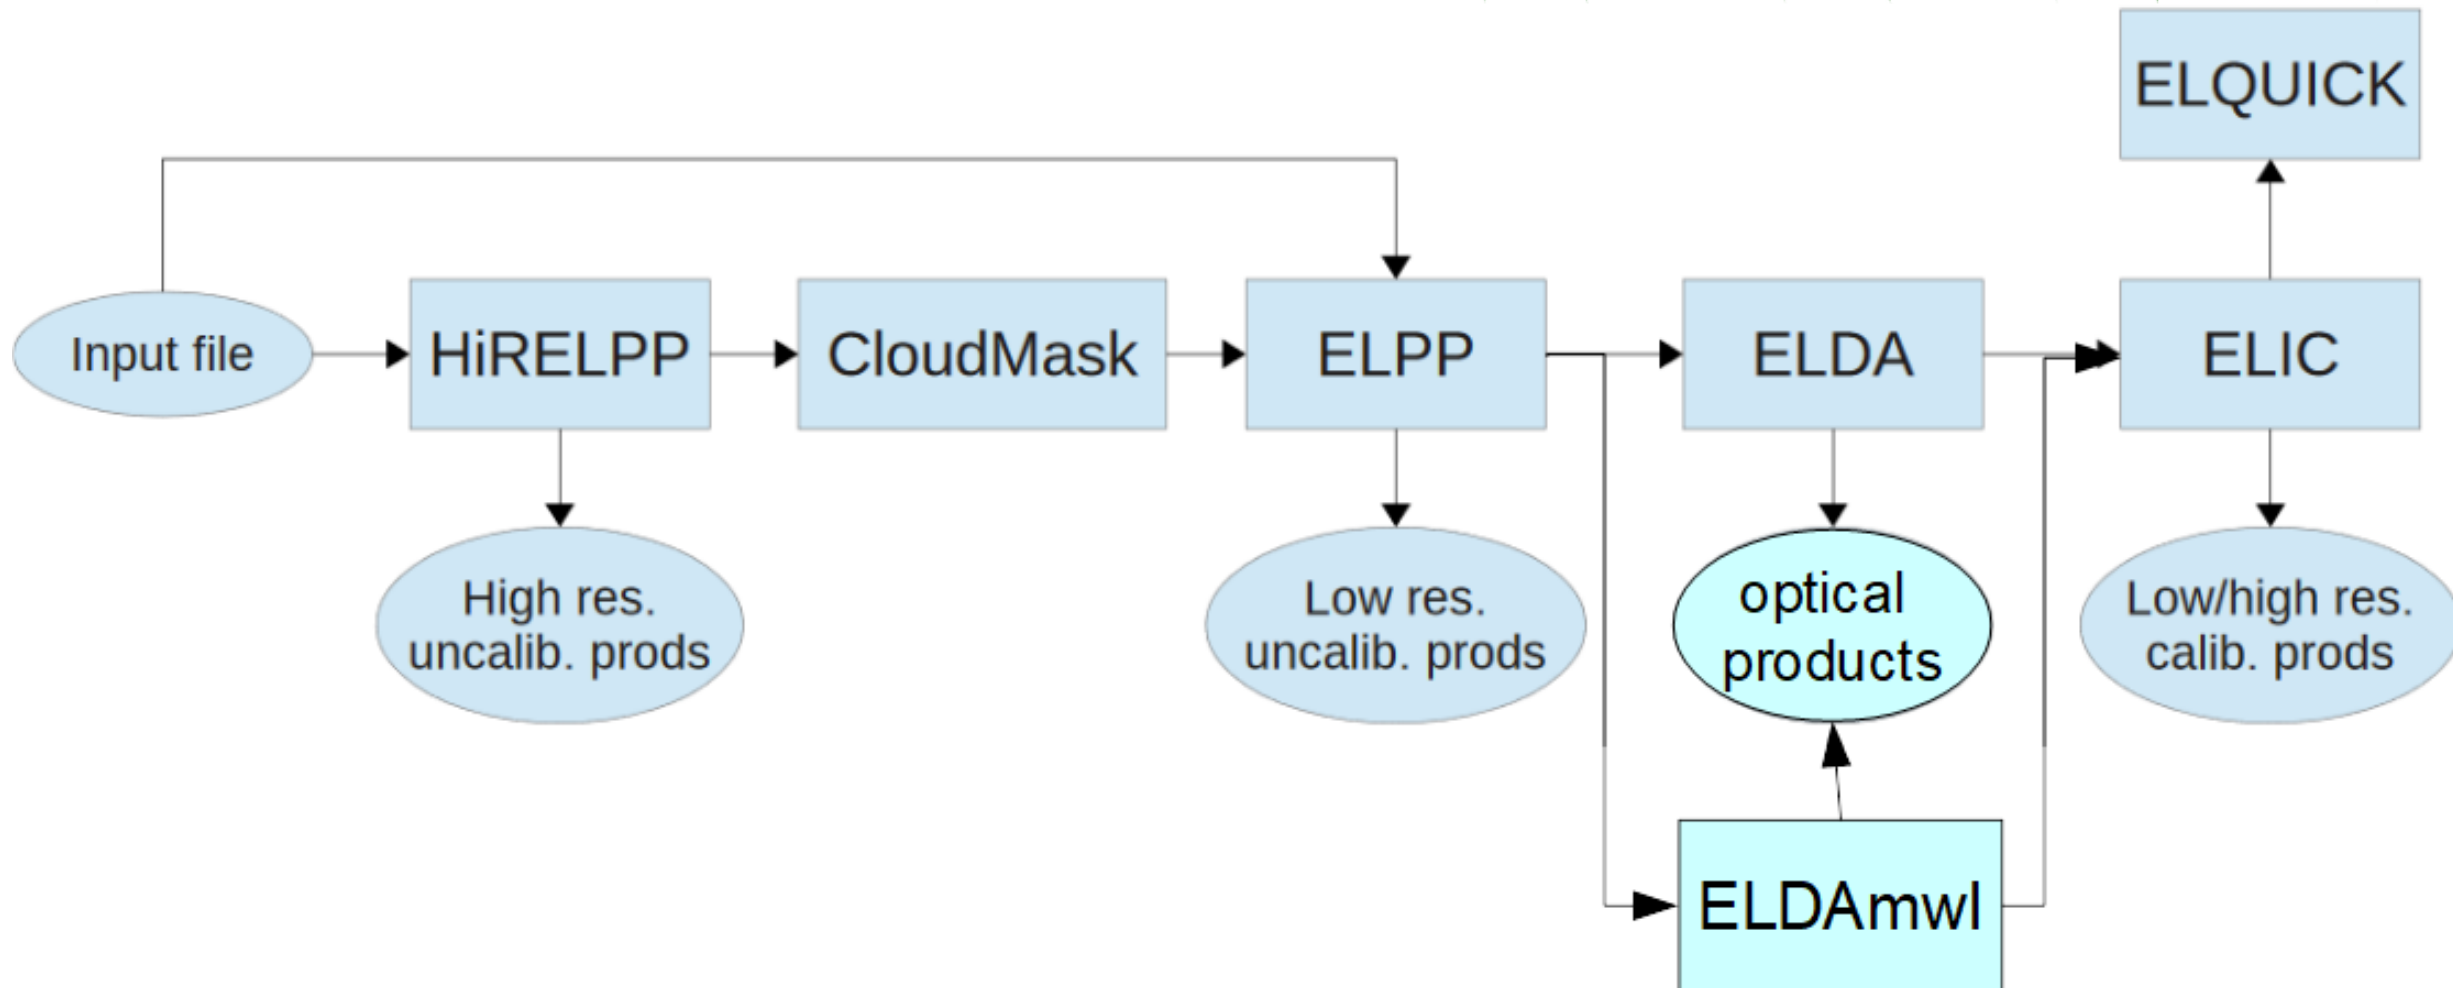 ELQUICK
Input file
HiRELPP
CloudMask
ELPP
ELDA
ELIC
High res.
uncalib. prods
Low res.
uncalib. prods
optical
products
Low/high res.
calib. prods
ELDAmwl